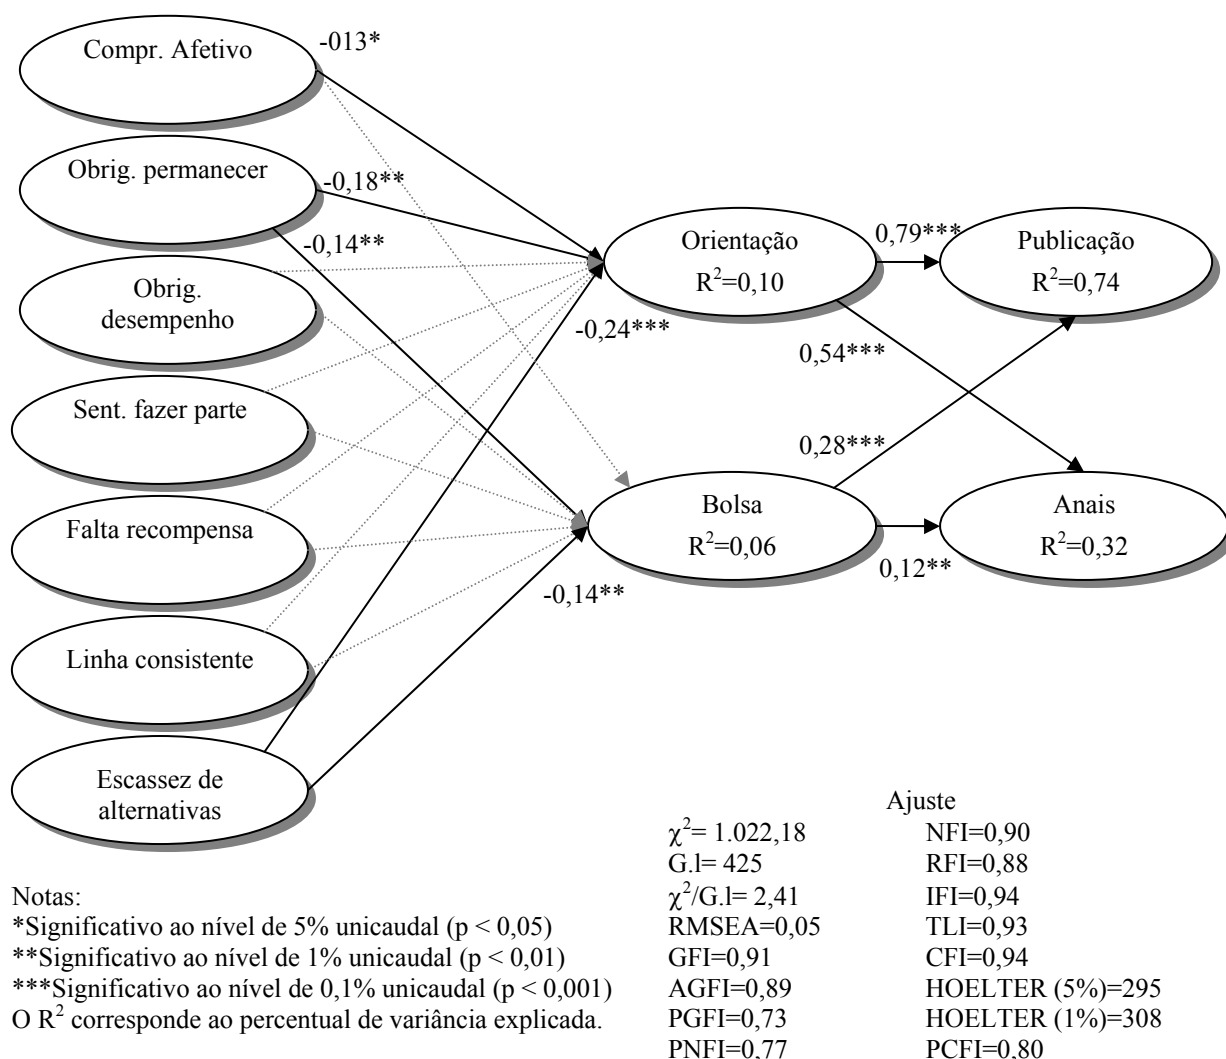 Compr. Afetivo
-013*
Obrig. permanecer
-0,18**
-0,14**
Obrig.
desempenho
Sent. fazer parte
Falta recompensa
Linha consistente
Escassez de
alternativas
Orientação
R²=0,10
-0,24***
Bolsa
R²=0,06
-0,14**
0,79***
0,54***
0,28***
0,12**
Publicação
R²=0,74
Anais
R²=0,32
Notas:
*Significativo ao nível de 5% unicaudal (p < 0,05)
**Significativo ao nível de 1% unicaudal (p < 0,01)
***Significativo ao nível de 0,1% unicaudal (p < 0,001)
O R² corresponde ao percentual de variância explicada.
Ajuste
χ²= 1.022,18
G.l= 425
χ²/G.l= 2,41
RMSEA=0,05
GFI=0,91
AGFI=0,89
PGFI=0,73
PNFI=0,77
NFI=0,90
RFI=0,88
IFI=0,94
TLI=0,93
CFI=0,94
HOELTER (5%)=295
HOELTER (1%)=308
PCFI=0,80